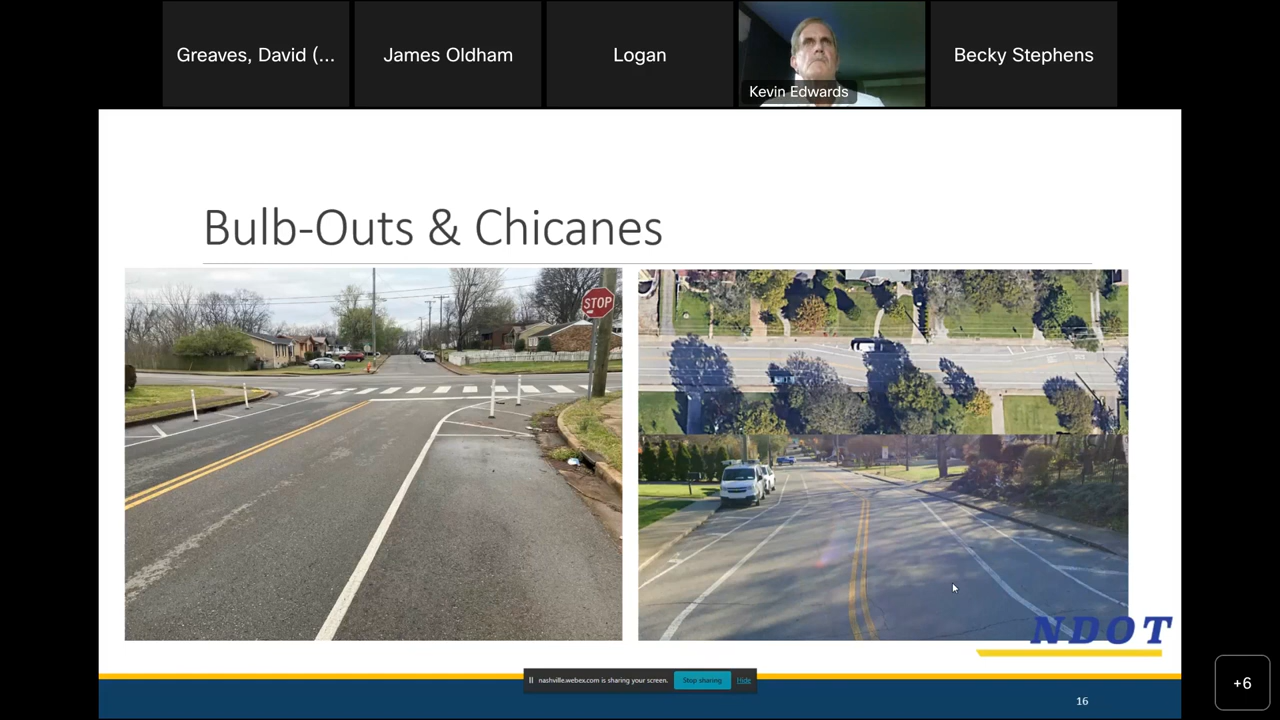 Greaves, David (...
James Oldham
Logan
Kevin Edwards
Becky Stephens
Bulb-Outs & Chicanes
STOP
NDOT
nashville.webex.com is sharing your screen.
Stop sharing
Hide
16
+6